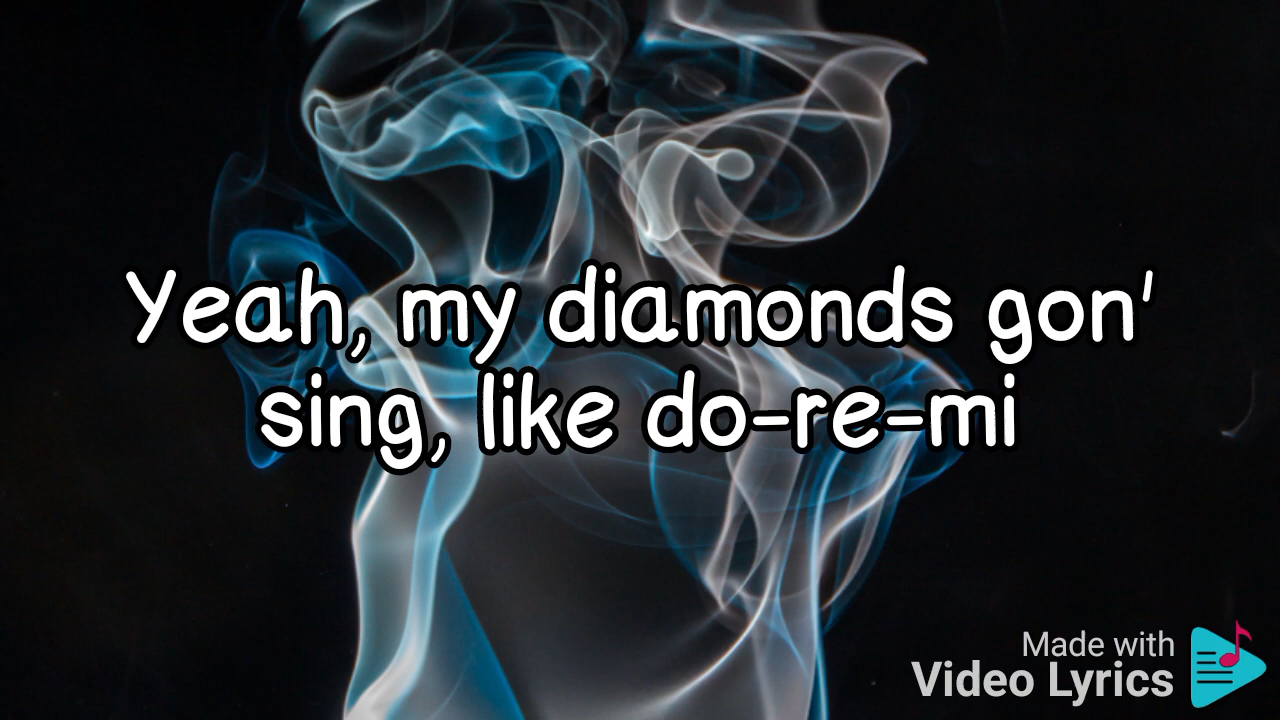 Yeah, my diamonds gon'
sing, like do-re-mi
Made with
Video Lyrics